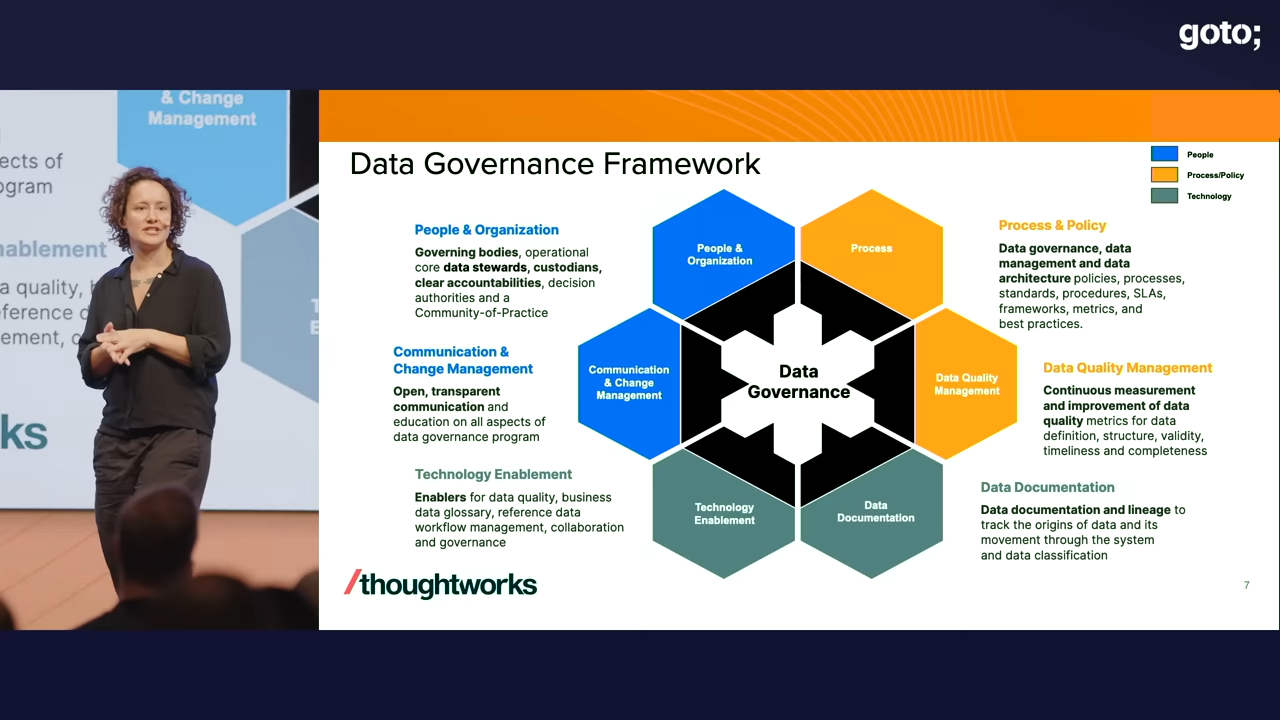 goto;
& Change
Management
ects of
ogram
nablement
a quality,
eference d
ement, c
ks
Data Governance Framework
People
Process/Policy
Technology
People & Organization
Governing bodies, operational
core data stewards, custodians,
clear accountabilities, decision
authorities and a
Community-of-Practice
Communication &
Change Management
Open, transparent
communication and
education on all aspects of
data governance program
Technology Enablement
Enablers for data quality, business
data glossary, reference data
workflow management, collaboration
and governance
People &
Organization
Process
Communication
& Change
Management
Data
Governance
Data Quality
Management
Technology
Enablement
Data
Documentation
Process & Policy
Data governance, data
management and data
architecture policies, processes,
standards, procedures, SLAs,
frameworks, metrics, and
best practices.
Data Quality Management
Continuous measurement
and improvement of data
quality metrics for data
definition, structure, validity,
timeliness and completeness
Data Documentation
Data documentation and lineage to
track the origins of data and its
movement through the system
and data classification
/thoughtworks
7